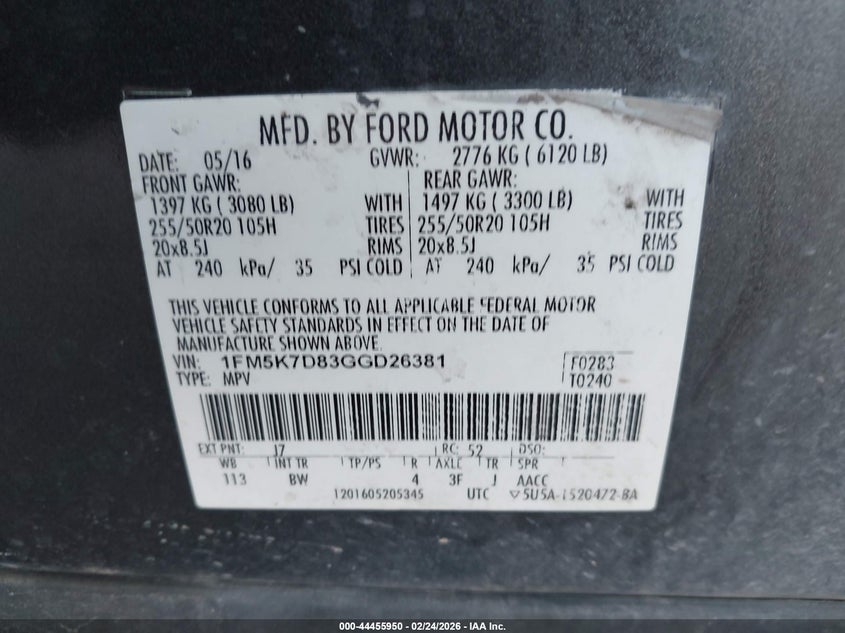 MFD. BY FORD MOTOR CO.
DATE: 05/16 GVWR: 2776 KG ( 6120 LB)
FRONT GAWR: REAR GAWR:
1397 KG ( 3080 LB) WITH 1497 KG ( 3300 LB) WITH
255/50R20 105H TIRES 255/50R20 105H TIRES
20x8.5J RIMS 20x8.5J RIMS
AT 240 kPa/ 35 PSI COLD AT 240 kPa/ 35 PSI COLD
THIS VEHICLE CONFORMS TO ALL APPLICABLE FEDERAL MOTOR
VEHICLE SAFETY STANDARDS IN EFFECT ON THE DATE OF
MANUFACTURE SHOWN ABOVE.
VIN: 1FM5K7D83GGD26381 F0283
TYPE: MPV T0240
EXT PNT: J7 RC: 52 DSO:
WB INT TR TP/PS R AXLE TR SPR
113 BW 4 3F J AACC
1201605205345 UTC ▽5U5A-1520472-BA
000-44455950 - 02/24/2026 - IAA Inc.